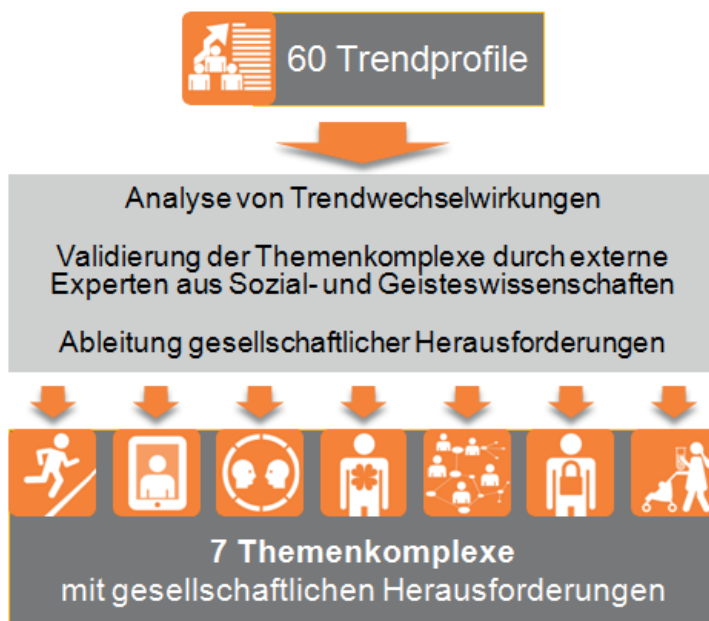 60 Trendprofile
Analyse von Trendwechselwirkungen
Validierung der Themenkomplexe durch externe
Experten aus Sozial- und Geisteswissenschaften
Ableitung gesellschaftlicher Herausforderungen
7 Themenkomplexe
mit gesellschaftlichen Herausforderungen